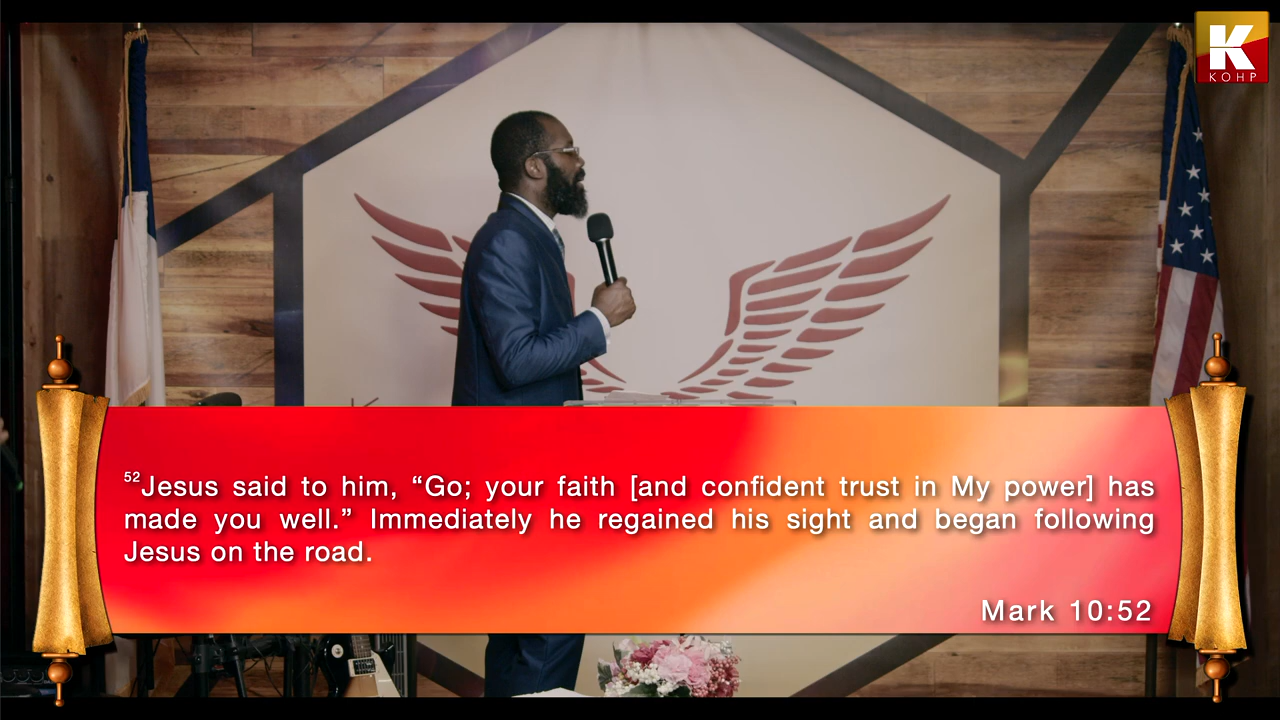 K
KOHP
52Jesus said to him, “Go; your faith [and confident trust in My power] has
made you well.” Immediately he regained his sight and began following
Jesus on the road.
Mark 10:52